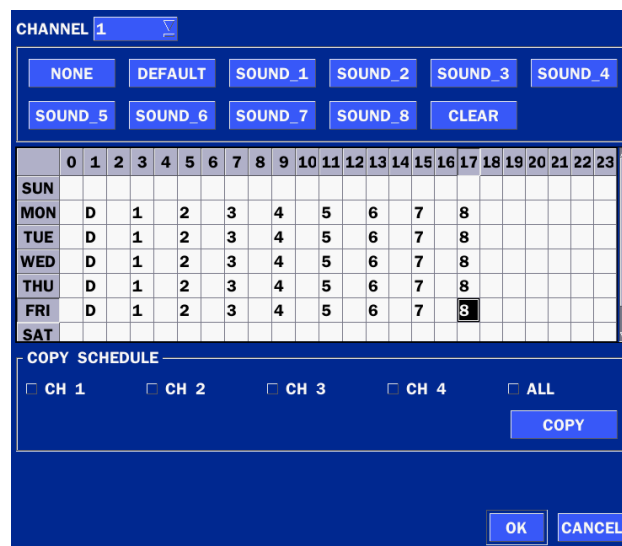 CHANNEL 1
NONE DEFAULT SOUND_1 SOUND_2 SOUND_3 SOUND_4
SOUND_5 SOUND_6 SOUND_7 SOUND_8 CLEAR
0 1 2 3 4 5 6 7 8 9 10 11 12 13 14 15 16 17 18 19 20 21 22 23
SUN
MON D 1 2 3 4 5 6 7 8
TUE D 1 2 3 4 5 6 7 8
WED D 1 2 3 4 5 6 7 8
THU D 1 2 3 4 5 6 7 8
FRI D 1 2 3 4 5 6 7 8
SAT
COPY SCHEDULE
CH 1 CH 2 CH 3 CH 4 ALL
COPY
OK CANCEL